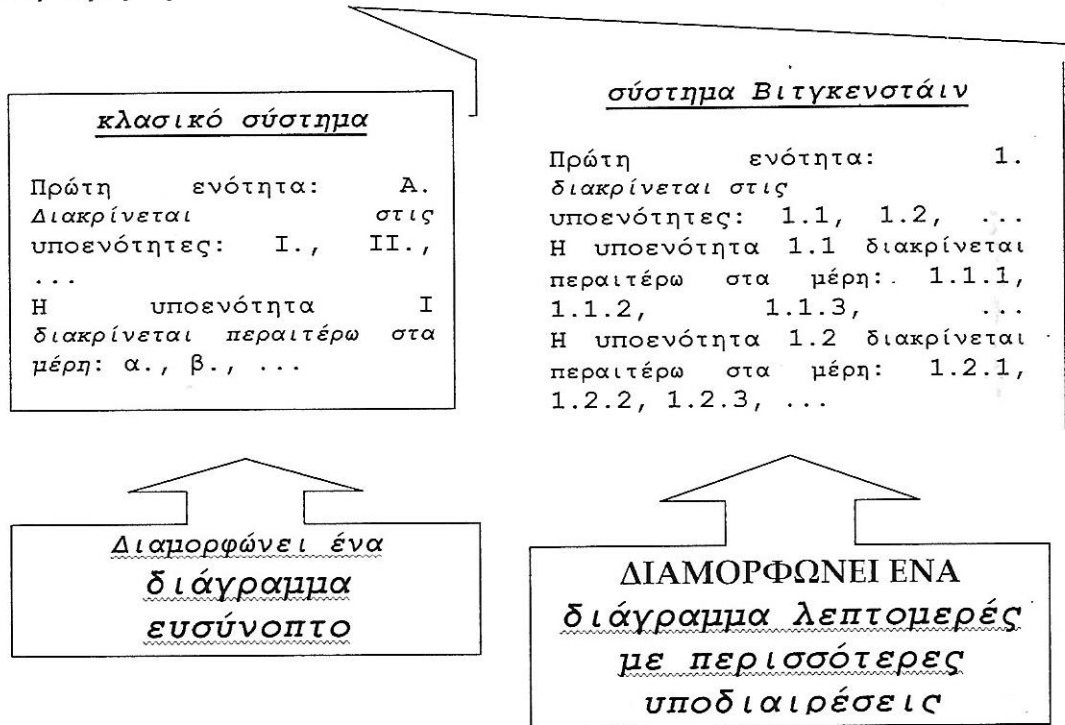 κλασικό σύστημα
Πρώτη ενότητα: Α.
Διακρίνεται στις
υποενότητες: Ι., ΙΙ.,
...
Η υποενότητα Ι
διακρίνεται περαιτέρω στα
μέρη: α., β., ...
σύστημα Βιτγκενστάιν
Πρώτη ενότητα: 1.
διακρίνεται στις
υποενότητες: 1.1, 1.2, ...
Η υποενότητα 1.1 διακρίνεται
περαιτέρω στα μέρη: 1.1.1,
1.1.2, 1.1.3, ...
Η υποενότητα 1.2 διακρίνεται
περαιτέρω στα μέρη: 1.2.1,
1.2.2, 1.2.3, ...
Διαμορφώνει ένα
διάγραμμα
ευσύνοπτο
ΔΙΑΜΟΡΦΩΝΕΙ ΕΝΑ
διάγραμμα λεπτομερές
με περισσότερες
υποδιαιρέσεις